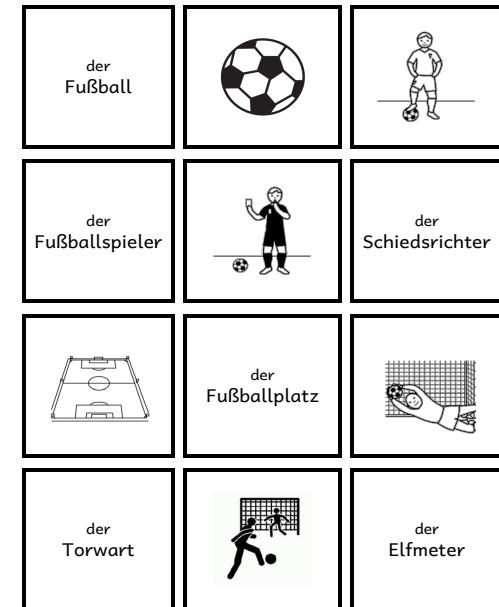 der
Fußball
der
Fußballspieler
der
Schiedsrichter
der
Fußballplatz
der
Torwart
der
Elfmeter